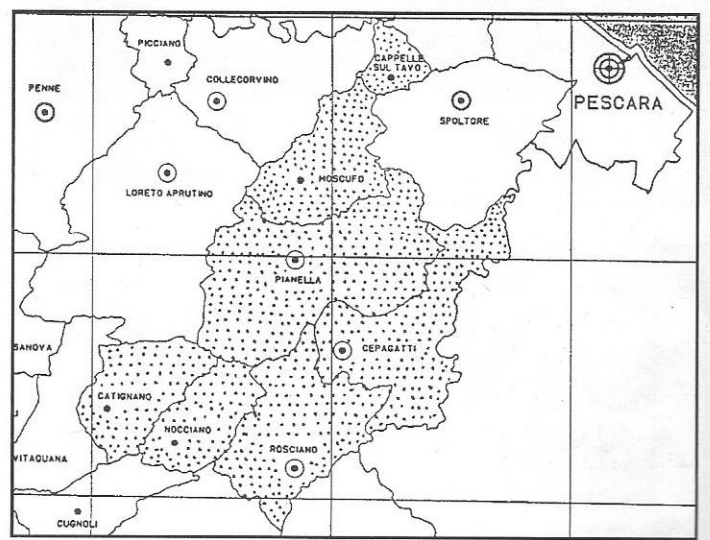 PICCIANO
CAPPELLE
SUL TAVO
PENNE
COLLECORVINO
PESCARA
SPOLTORE
LORETO APRUTINO
MOSCUFO
PIANELLA
SANOVA
CEPAGATTI
CATIGNANO
NOCCIANO
ROSCIANO
VITAQUANA
CUGNOLI